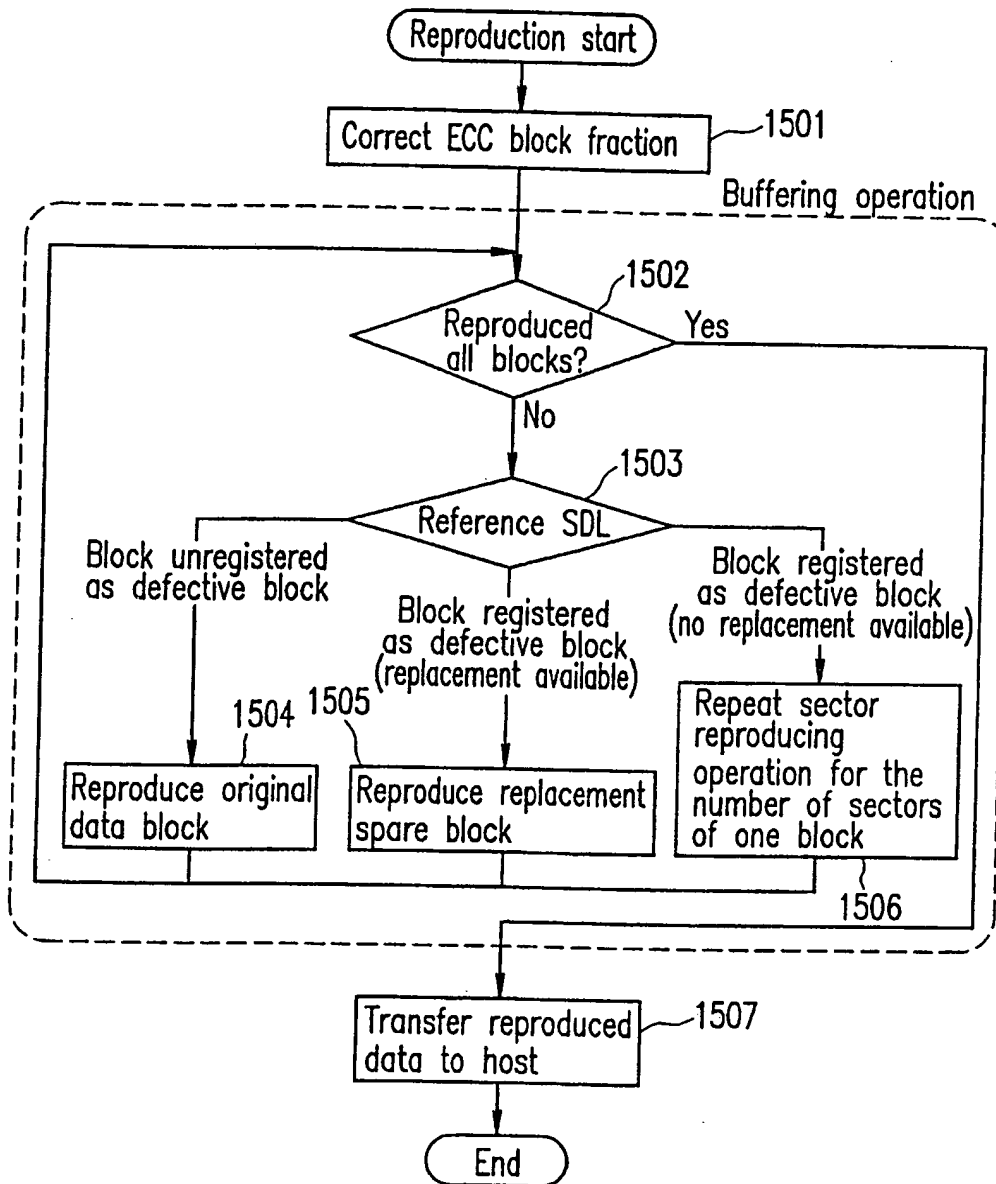 Reproduction start
Correct ECC block fraction
1501
Buffering operation
1502
Reproduced
all blocks?
Yes
No
1503
Reference SDL
Block unregistered
as defective block
Block registered
as defective block
(replacement available)
Block registered
as defective block
(no replacement available)
1504
Reproduce original
data block
1505
Reproduce replacement
spare block
Repeat sector
reproducing
operation for the
number of sectors
of one block
1506
Transfer reproduced
data to host
1507
End